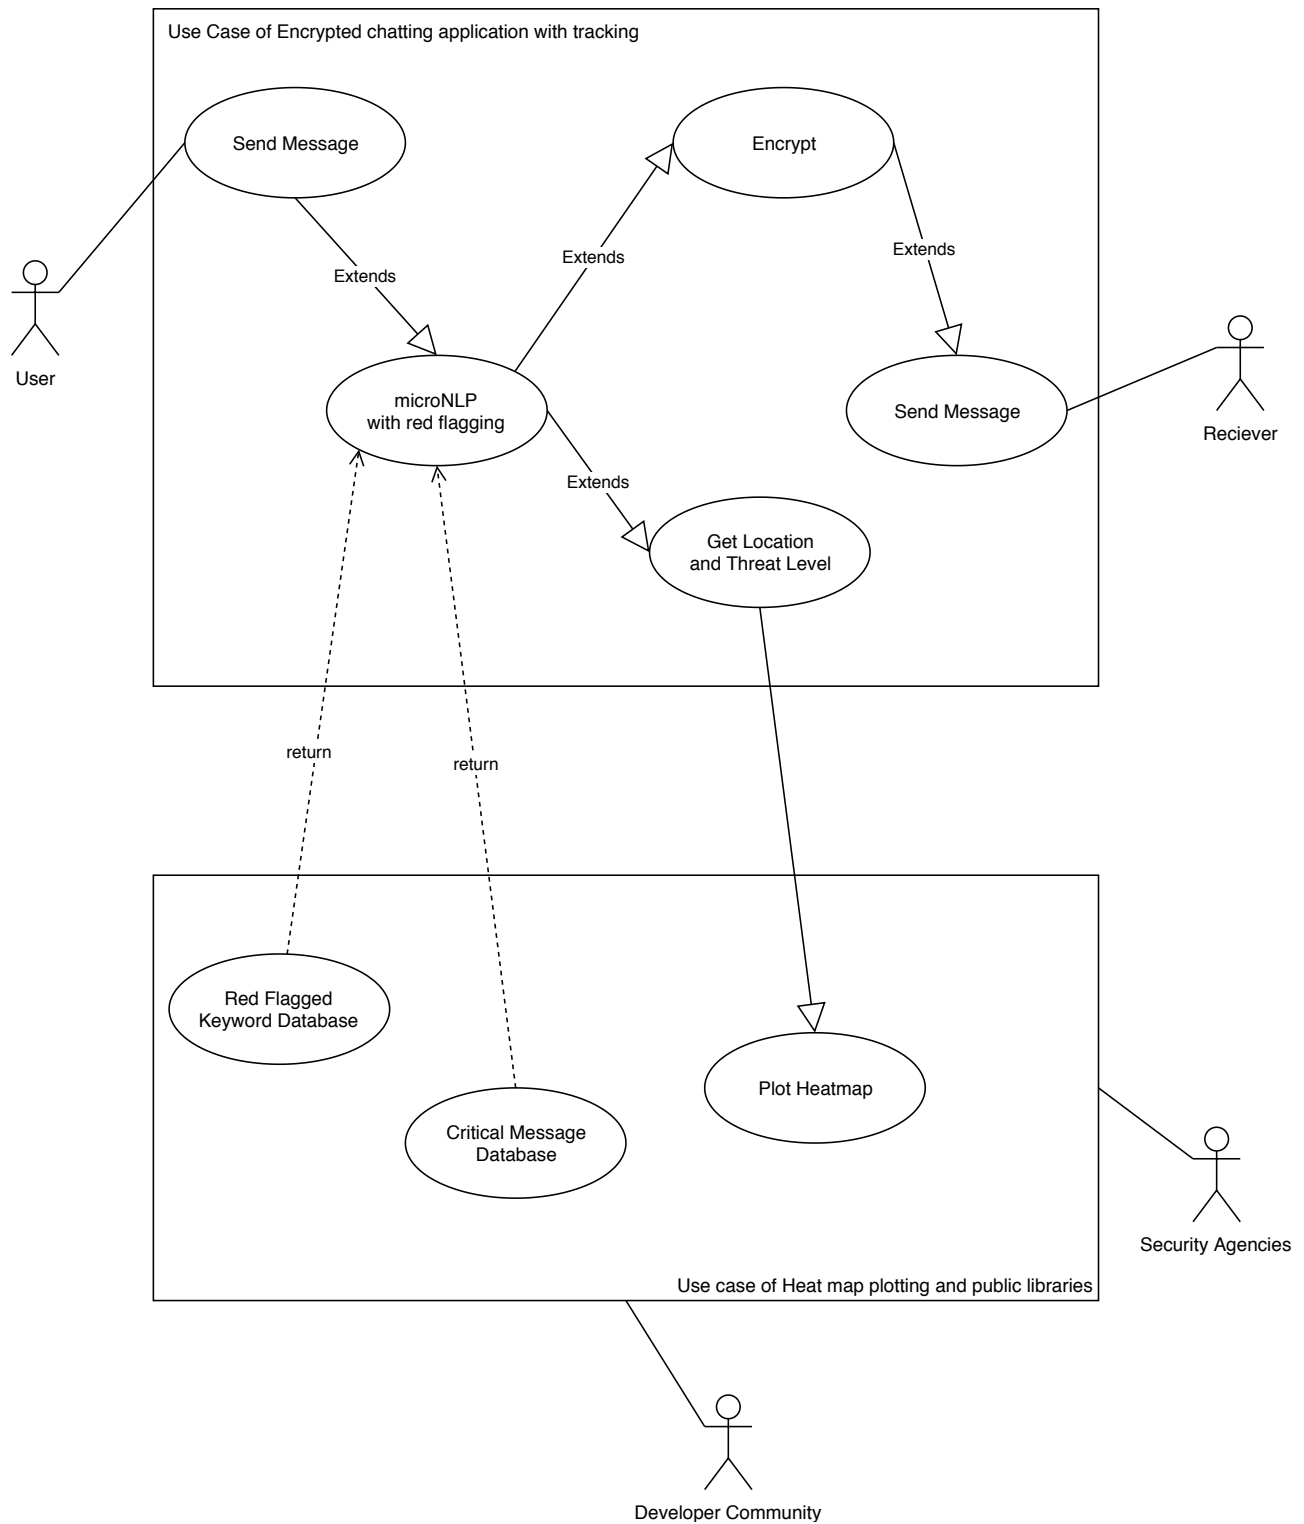 Use Case of Encrypted chatting application with tracking
Send Message
Encrypt
Extends
Extends
Extends
User
microNLP
with red flagging
Send Message
Reciever
Extends
Get Location
and Threat Level
return
return
Red Flagged
Keyword Database
Plot Heatmap
Critical Message
Database
Security Agencies
Use case of Heat map plotting and public libraries
Developer Community